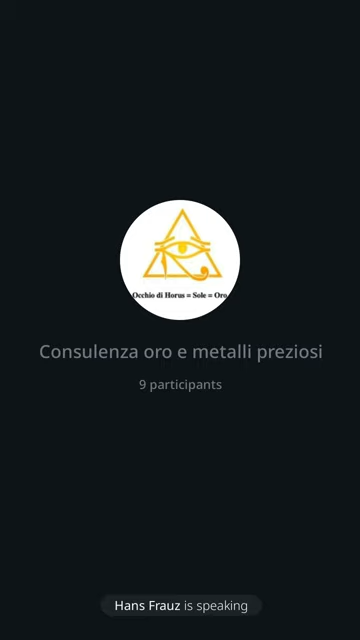 Occhio di Horus = Sole = Oro
Consulenza oro e metalli preziosi
9 participants
Hans Frauz is speaking